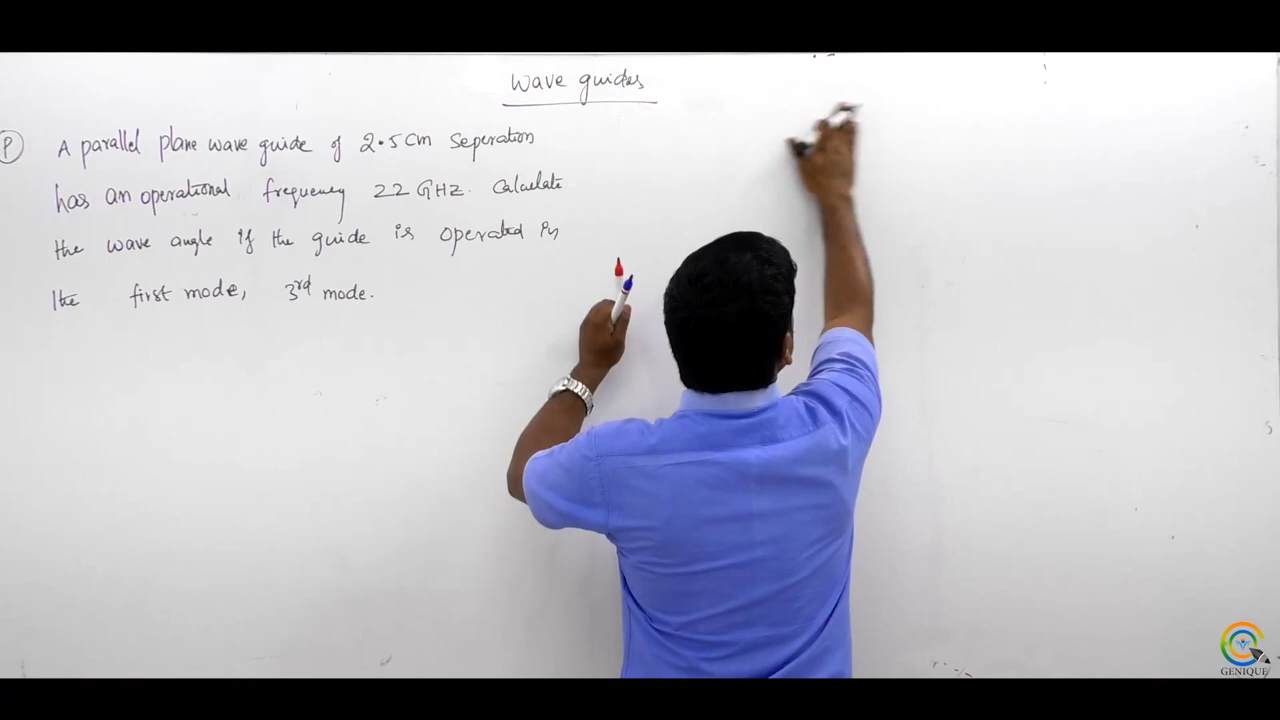 Wave guides
P A parallel plane wave guide of 2.5cm Seperation
has an operational frequency 22 GHZ. Calculate
the wave angle if the guide is operated in
the first mode, 3rd mode.
GENIQUE